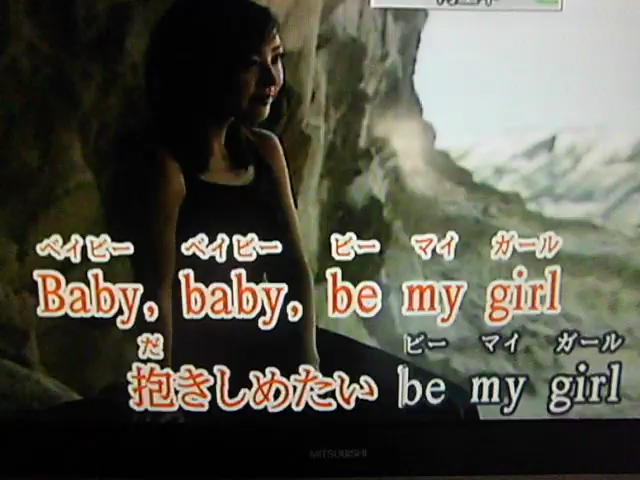 ベイビー ベイビー ビー マイ ガール
Baby, baby, be my girl
だ ビー マイ ガール
抱きしめたい be my girl
MITSUBISHI